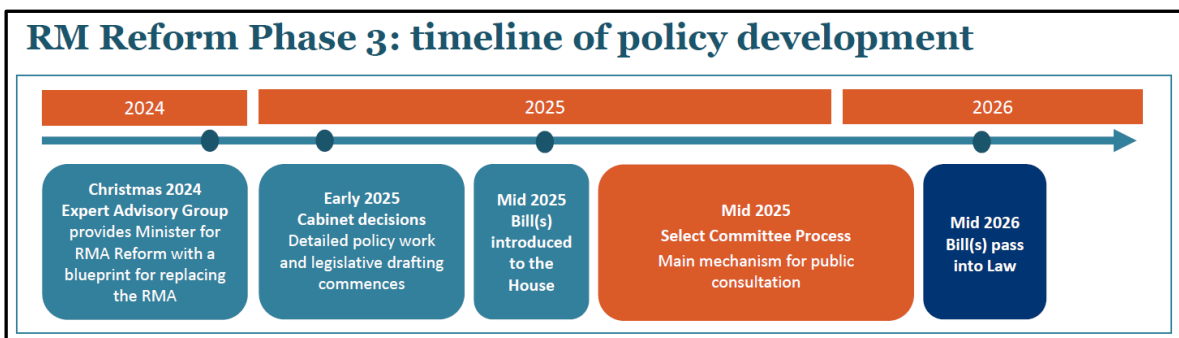 RM Reform Phase 3: timeline of policy development
2024
2025
2026
Christmas 2024
Expert Advisory Group
provides Minister for
RMA Reform with a
blueprint for replacing
the RMA
Early 2025
Cabinet decisions
Detailed policy work
and legislative drafting
commences
Mid 2025
Bill(s)
introduced
to the
House
Mid 2025
Select Committee Process
Main mechanism for public
consultation
Mid 2026
Bill(s) pass
into Law